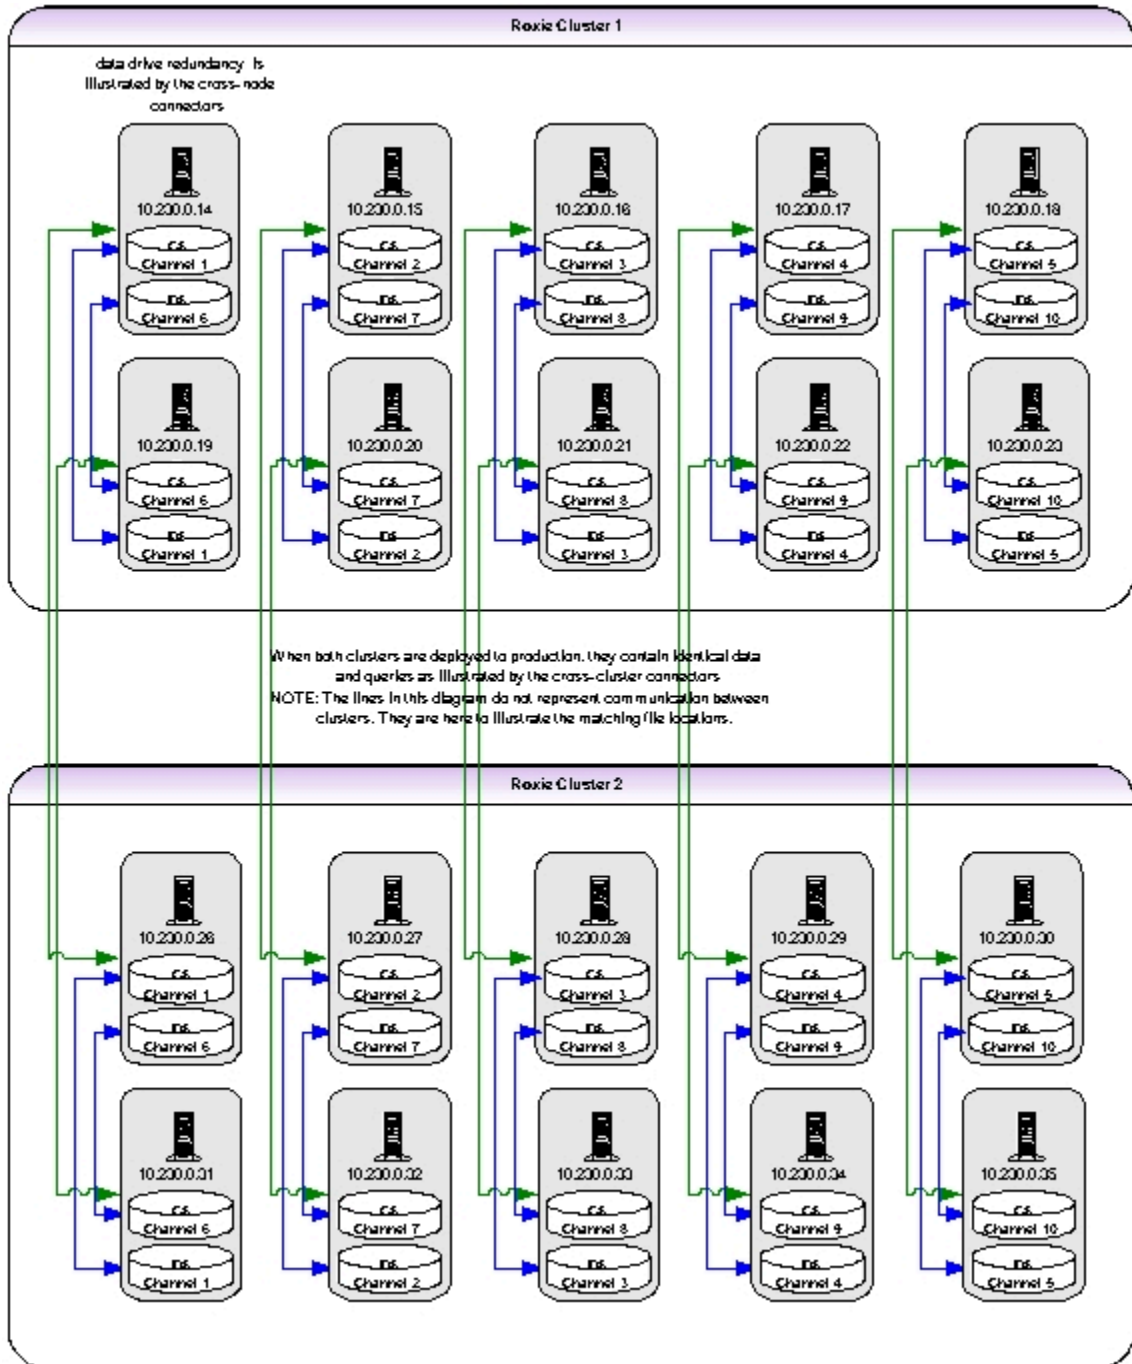 Roxie Cluster 1
data drive redundancy is
illustrated by the cross-node
connectors
10.230.0.14
10.230.0.15
10.230.0.16
10.230.0.17
10.230.0.18
C:\
Channel 1
C:\
Channel 2
C:\
Channel 3
C:\
Channel 4
C:\
Channel 5
D:\
Channel 6
D:\
Channel 7
D:\
Channel 8
D:\
Channel 9
D:\
Channel 10
10.230.0.19
10.230.0.20
10.230.0.21
10.230.0.22
10.230.0.23
C:\
Channel 6
C:\
Channel 7
C:\
Channel 8
C:\
Channel 9
C:\
Channel 10
D:\
Channel 1
D:\
Channel 2
D:\
Channel 3
D:\
Channel 4
D:\
Channel 5
When both clusters are deployed to production, they contain identical data
and queries as illustrated by the cross-cluster connectors
NOTE: The lines in this diagram do not represent communication between
clusters. They are here to illustrate the matching file locations.
Roxie Cluster 2
10.230.0.26
10.230.0.27
10.230.0.28
10.230.0.29
10.230.0.30
C:\
Channel 1
C:\
Channel 2
C:\
Channel 3
C:\
Channel 4
C:\
Channel 5
D:\
Channel 6
D:\
Channel 7
D:\
Channel 8
D:\
Channel 9
D:\
Channel 10
10.230.0.31
10.230.0.32
10.230.0.33
10.230.0.34
10.230.0.35
C:\
Channel 6
C:\
Channel 7
C:\
Channel 8
C:\
Channel 9
C:\
Channel 10
D:\
Channel 1
D:\
Channel 2
D:\
Channel 3
D:\
Channel 4
D:\
Channel 5